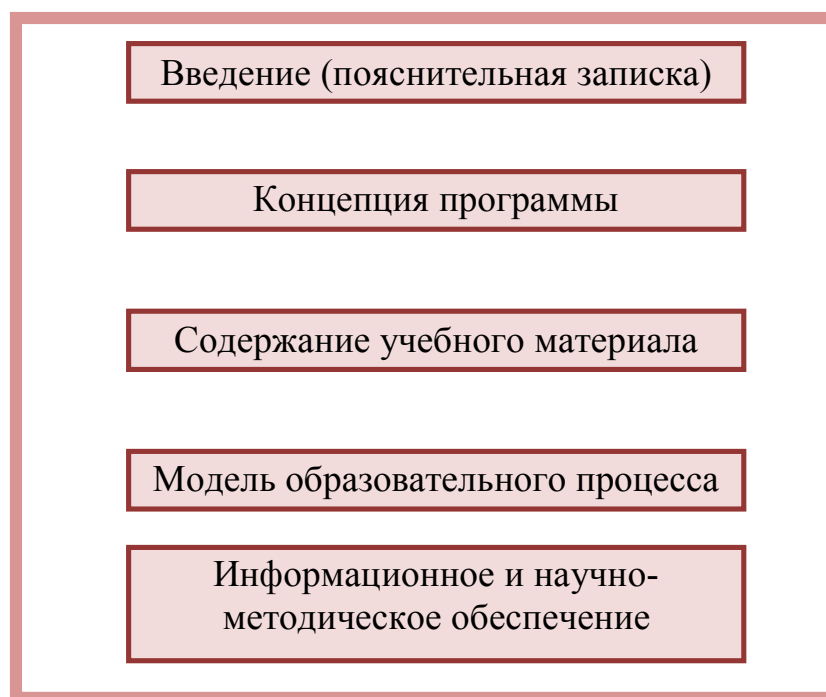 Введение (пояснительная записка)
Концепция программы
Содержание учебного материала
Модель образовательного процесса
Информационное и научно-
методическое обеспечение